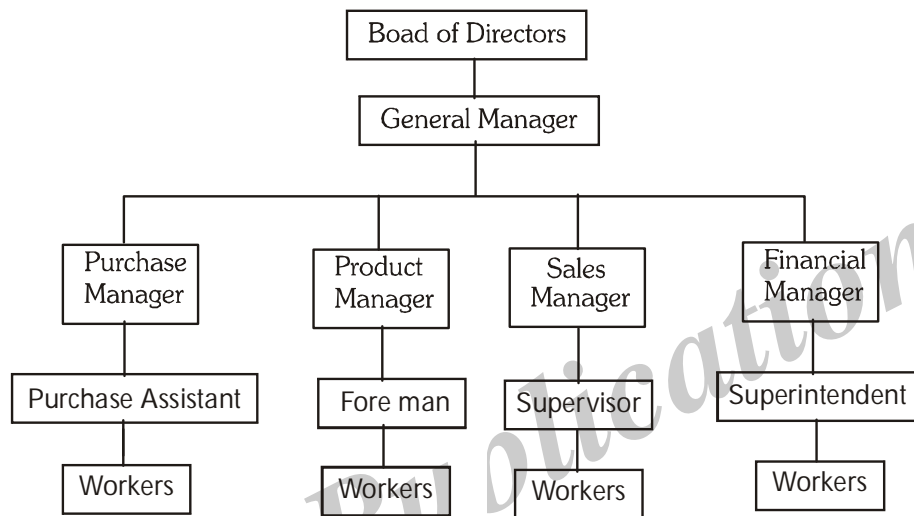 Boad of Directors
General Manager
Purchase
Manager
Product
Manager
Sales
Manager
Financial
Manager
Purchase Assistant
Fore man
Supervisor
Superintendent
Workers
Workers
Workers
Workers
Publication